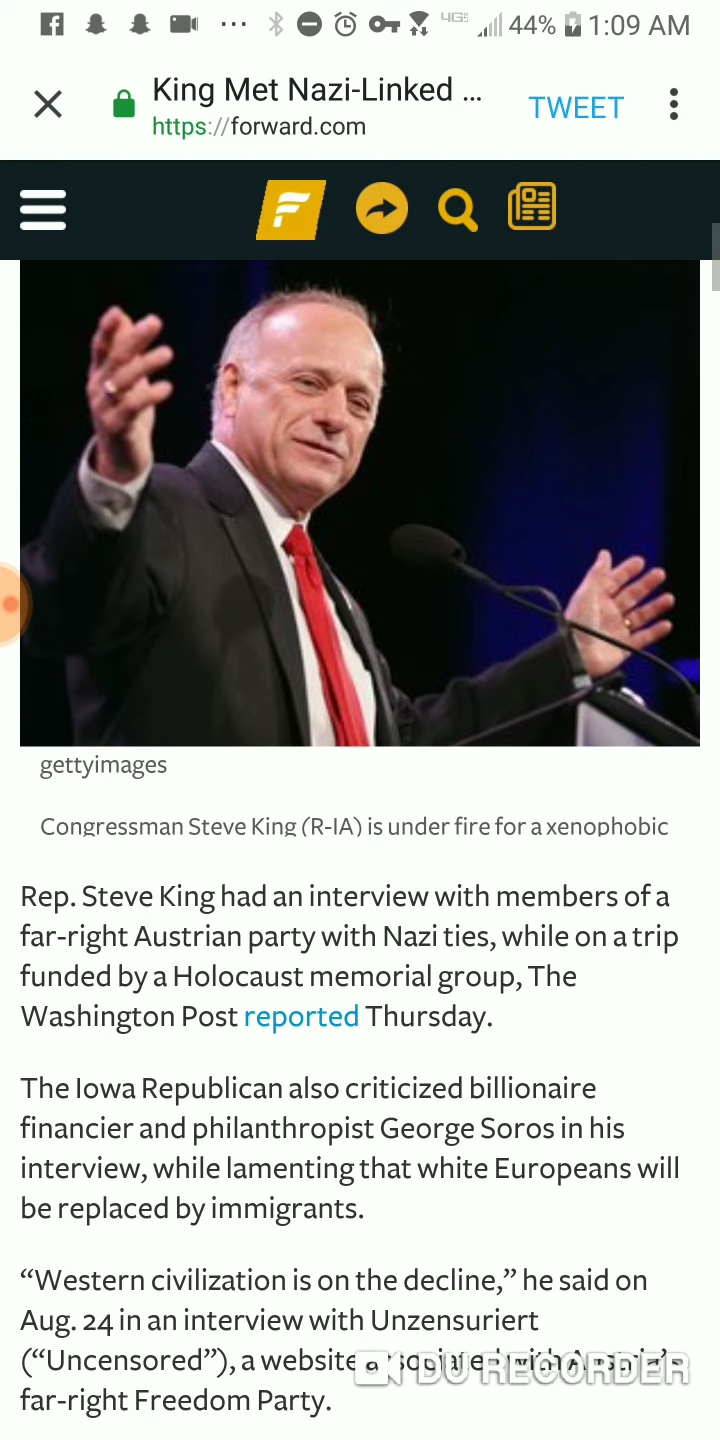 44% 1:09 AM
King Met Nazi-Linked ...
TWEET
https://forward.com
gettyimages
Congressman Steve King (R-IA) is under fire for a xenophobic
Rep. Steve King had an interview with members of a
far-right Austrian party with Nazi ties, while on a trip
funded by a Holocaust memorial group, The
Washington Post reported Thursday.
The Iowa Republican also criticized billionaire
financier and philanthropist George Soros in his
interview, while lamenting that white Europeans will
be replaced by immigrants.
“Western civilization is on the decline,” he said on
Aug. 24 in an interview with Unzensuriert
(“Uncensored”), a website associated with Austria’s
far-right Freedom Party.
DU RECORDER